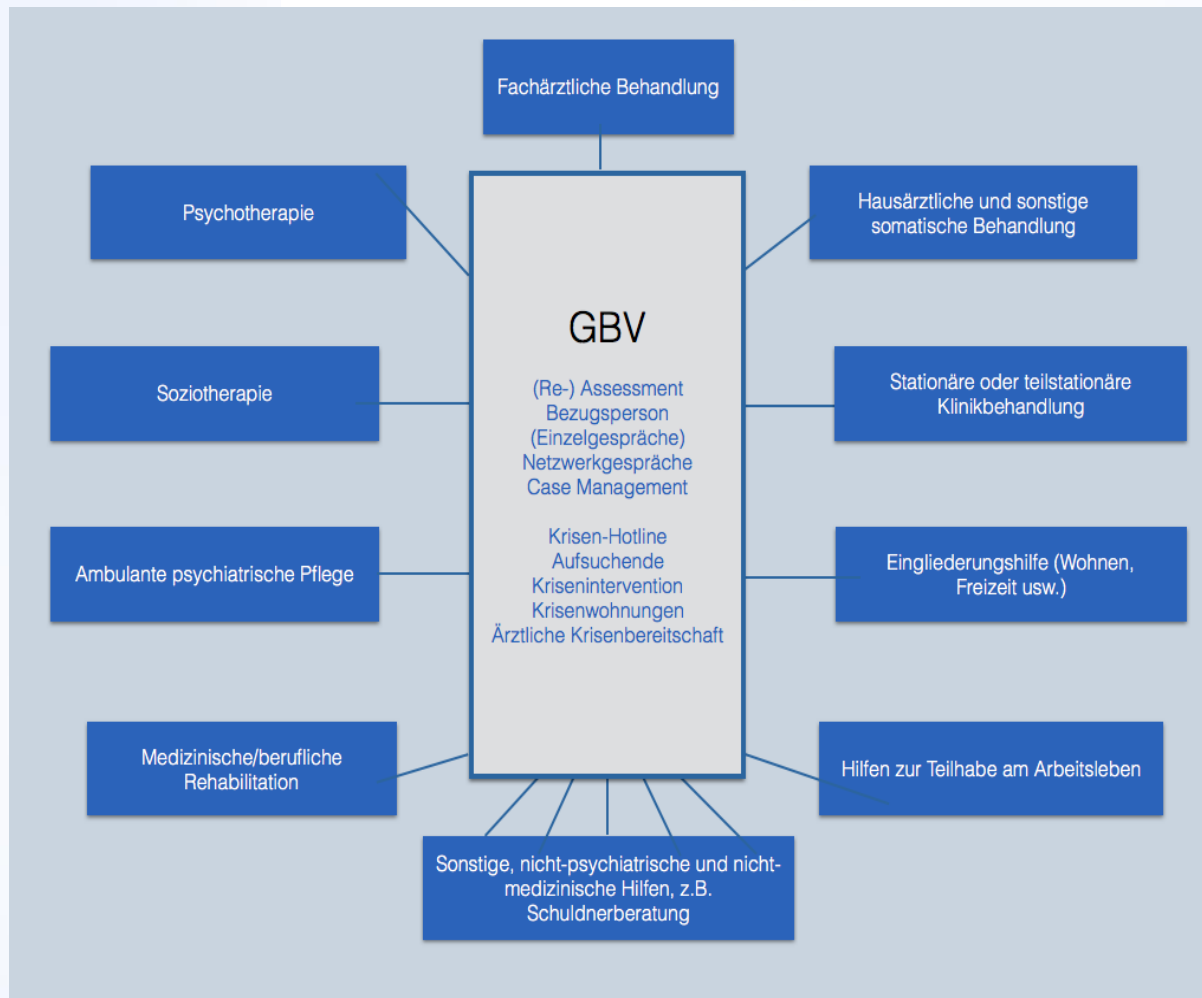 Fachärztliche Behandlung
Psychotherapie
Hausärztliche und sonstige
somatische Behandlung
GBV
(Re-) Assessment
Bezugsperson
(Einzelgespräche)
Netzwerkgespräche
Case Management
Krisen-Hotline
Aufsuchende
Krisenintervention
Krisenwohnungen
Ärztliche Krisenbereitschaft
Soziotherapie
Stationäre oder teilstationäre
Klinikbehandlung
Ambulante psychiatrische Pflege
Eingliederungshilfe (Wohnen,
Freizeit usw.)
Medizinische/berufliche
Rehabilitation
Hilfen zur Teilhabe am Arbeitsleben
Sonstige, nicht-psychiatrische und nicht-
medizinische Hilfen, z.B.
Schuldnerberatung